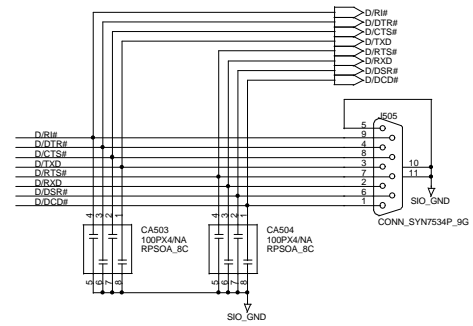 D/RI#
D/DTR#
D/CTS#
D/TXD
D/RTS#
D/RXD
D/DSR#
D/DCD#
J505
5
D/RI# 9
D/DTR# 4
D/CTS# 8
D/TXD 3 10
D/RTS# 7 11
D/RXD 2
D/DSR# 6
D/DCD# 1
SIO_GND
CONN_SYN7534P_9G
4 3 2 1
CA503
100PX4/NA
RPSOA_8C
5 6 7 8
4 3 2 1
CA504
100PX4/NA
RPSOA_8C
5 6 7 8
SIO_GND